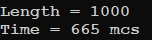 Length = 1000
Time = 665 mcs